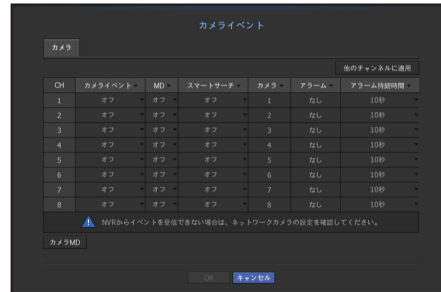 カメライベント
カメラ
他のチャンネルに適用
CH カメライベント MD スマートサーチ カメラ アラーム アラーム持続時間
1 オフ オフ オフ 1 なし 10秒
2 オフ オフ オフ 2 なし 10秒
3 オフ オフ オフ 3 なし 10秒
4 オフ オフ オフ 4 なし 10秒
5 オフ オフ オフ 5 なし 10秒
6 オフ オフ オフ 6 なし 10秒
7 オフ オフ オフ 7 なし 10秒
8 オフ オフ オフ 8 なし 10秒
NVRからイベントを受信できない場合は、ネットワークカメラの設定を確認してください。
カメラMD
OK キャンセル